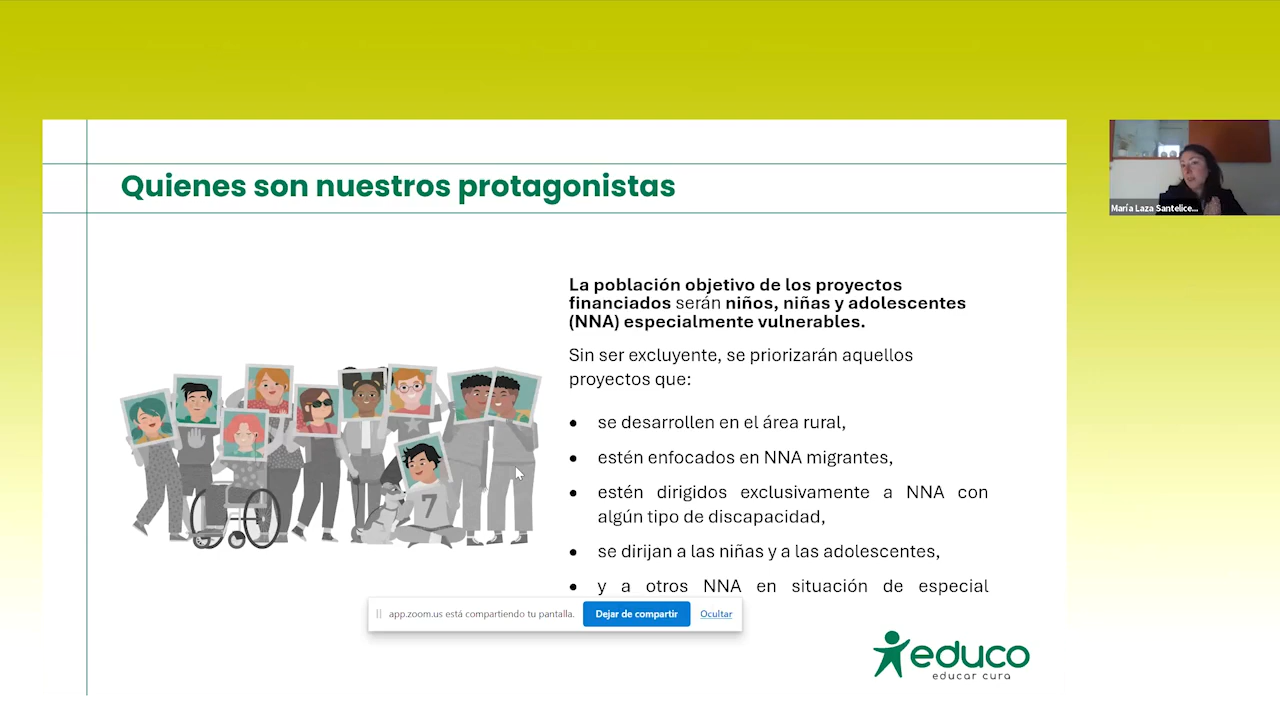 Quienes son nuestros protagonistas
La población objetivo de los proyectos
financiados serán niños, niñas y adolescentes
(NNA) especialmente vulnerables.
Sin ser excluyente, se priorizarán aquellos
proyectos que:
• se desarrollen en el área rural,
• estén enfocados en NNA migrantes,
• estén dirigidos exclusivamente a NNA con
algún tipo de discapacidad,
• se dirijan a las niñas y a las adolescentes,
• y a otros NNA en situación de especial
app.zoom.us está compartiendo tu pantalla. Dejar de compartir Ocultar
educo
educar cura
María Laza Santelice...
7